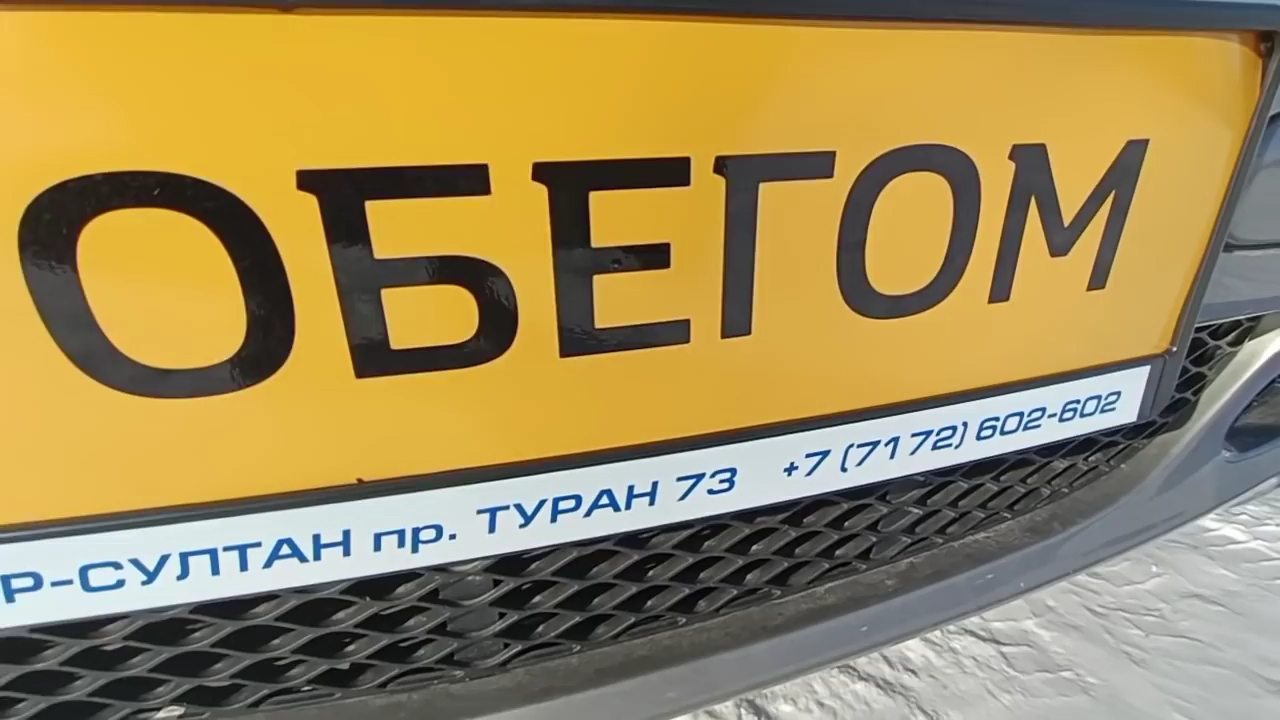 ОБЕГОМ
Р-СУЛТАН пр. ТУРАН 73 +7 (7172) 602-602